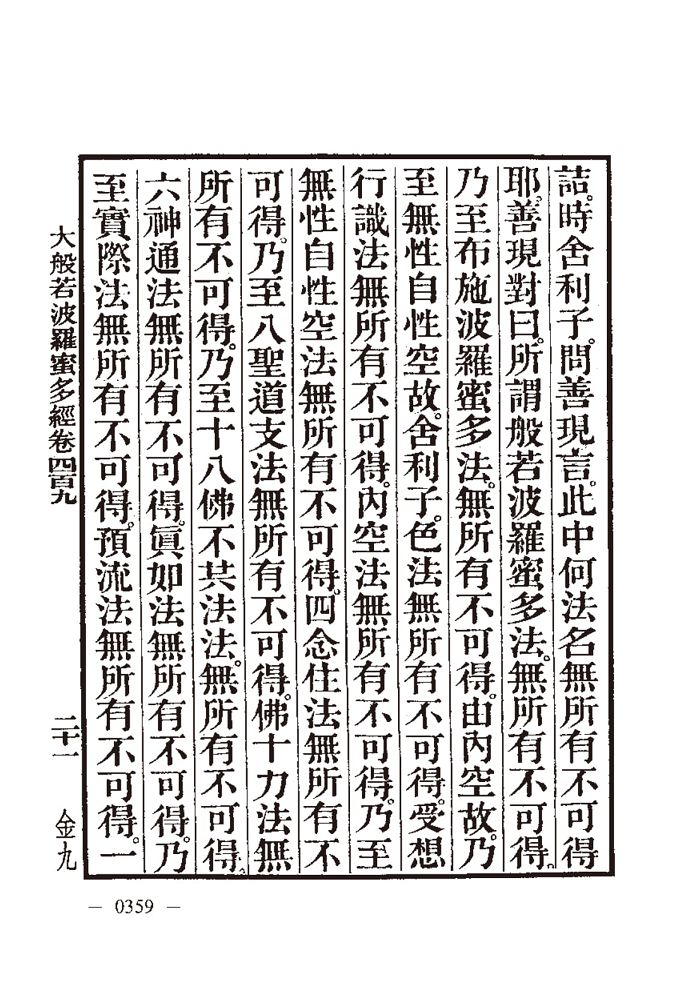 詰。時舍利子。問善現言。此中何法名無所有不可得
耶。善現對曰。所謂般若波羅蜜多法。無所有不可得。
乃至布施波羅蜜多法。無所有不可得。由內空故。乃
至無性自性空故。舍利子。色法無所有不可得。受想
行識法無所有不可得。內空法無所有不可得。乃至
無性自性空法無所有不可得。四念住法無所有不
可得。乃至八聖道支法無所有不可得。佛十力法無
所有不可得。乃至十八佛不共法法。無所有不可得。
六神通法無所有不可得。眞如法無所有不可得。乃
至實際法無所有不可得。預流法無所有不可得。一
大般若波羅蜜多經卷四百九
二十一
金九
— 0359 —